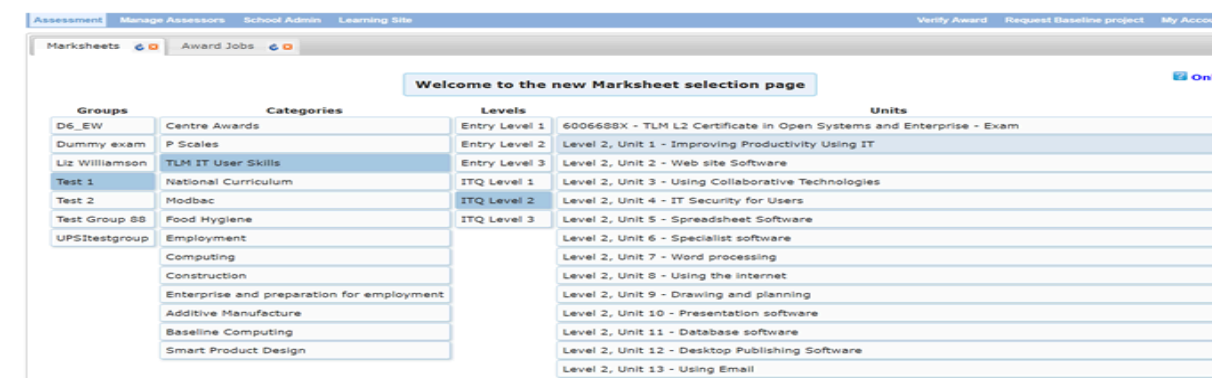 Assessment Manage Assessors School Admin Learning Site Verify Award Request Baseline project My Accou
Marksheets Award Jobs
Welcome to the new Marksheet selection page
? Onl
Groups Categories Levels Units
D6_EW Centre Awards Entry Level 1 6006688X - TLM L2 Certificate in Open Systems and Enterprise - Exam
Dummy exam P Scales Entry Level 2 Level 2, Unit 1 - Improving Productivity Using IT
Liz Williamson TLM IT User Skills Entry Level 3 Level 2, Unit 2 - Web site Software
Test 1 National Curriculum ITQ Level 1 Level 2, Unit 3 - Using Collaborative Technologies
Test 2 Modbac ITQ Level 2 Level 2, Unit 4 - IT Security for Users
Test Group 88 Food Hygiene ITQ Level 3 Level 2, Unit 5 - Spreadsheet Software
UPSItestgroup Employment Level 2, Unit 6 - Specialist software
Computing Level 2, Unit 7 - Word processing
Construction Level 2, Unit 8 - Using the internet
Enterprise and preparation for employment Level 2, Unit 9 - Drawing and planning
Additive Manufacture Level 2, Unit 10 - Presentation software
Baseline Computing Level 2, Unit 11 - Database software
Smart Product Design Level 2, Unit 12 - Desktop Publishing Software
Level 2, Unit 13 - Using Email